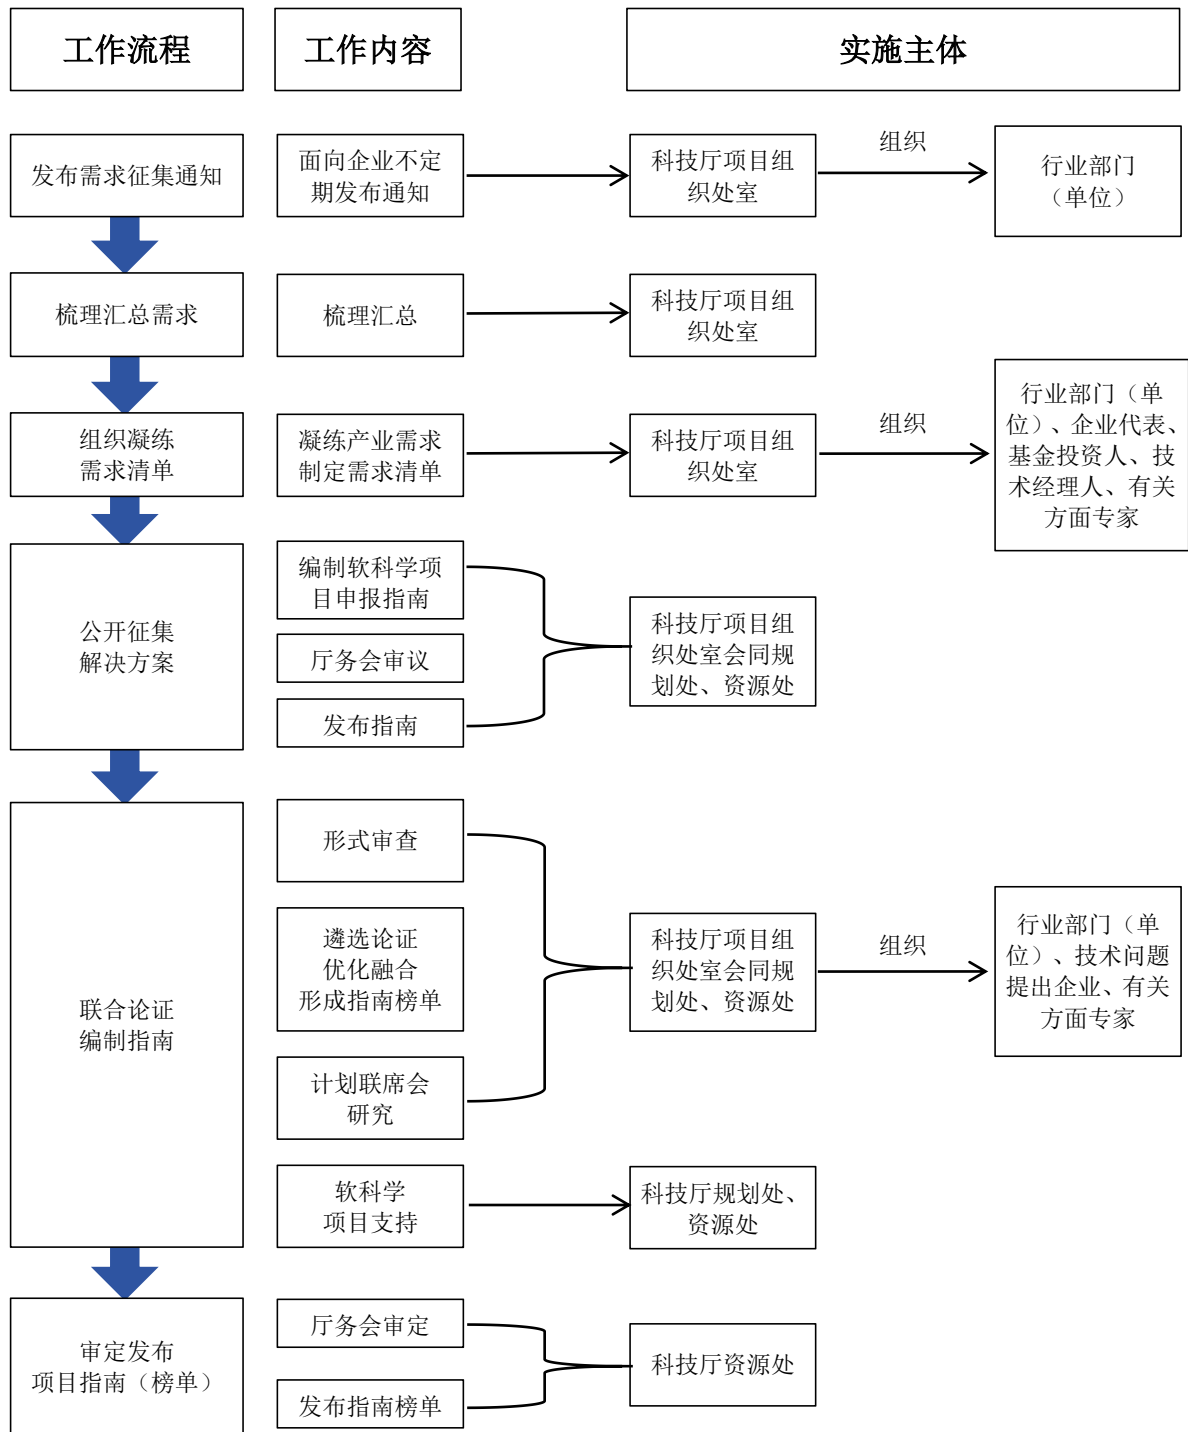 工作流程
工作内容
实施主体
发布需求征集通知
面向企业不定
期发布通知
科技厅项目组
织处室
组织
行业部门
（单位）
梳理汇总需求
梳理汇总
科技厅项目组
织处室
组织凝练
需求清单
凝练产业需求
制定需求清单
科技厅项目组
织处室
组织
行业部门（单
位）、企业代表、
基金投资人、技
术经理人、有关
方面专家
公开征集
解决方案
编制软科学项
目申报指南
厅务会审议
发布指南
科技厅项目组
织处室会同规
划处、资源处
联合论证
编制指南
形式审查
遴选论证
优化融合
形成指南榜单
计划联席会
研究
科技厅项目组
织处室会同规
划处、资源处
组织
行业部门（单
位）、技术问题
提出企业、有关
方面专家
软科学
项目支持
科技厅规划处、
资源处
审定发布
项目指南（榜单）
厅务会审定
发布指南榜单
科技厅资源处